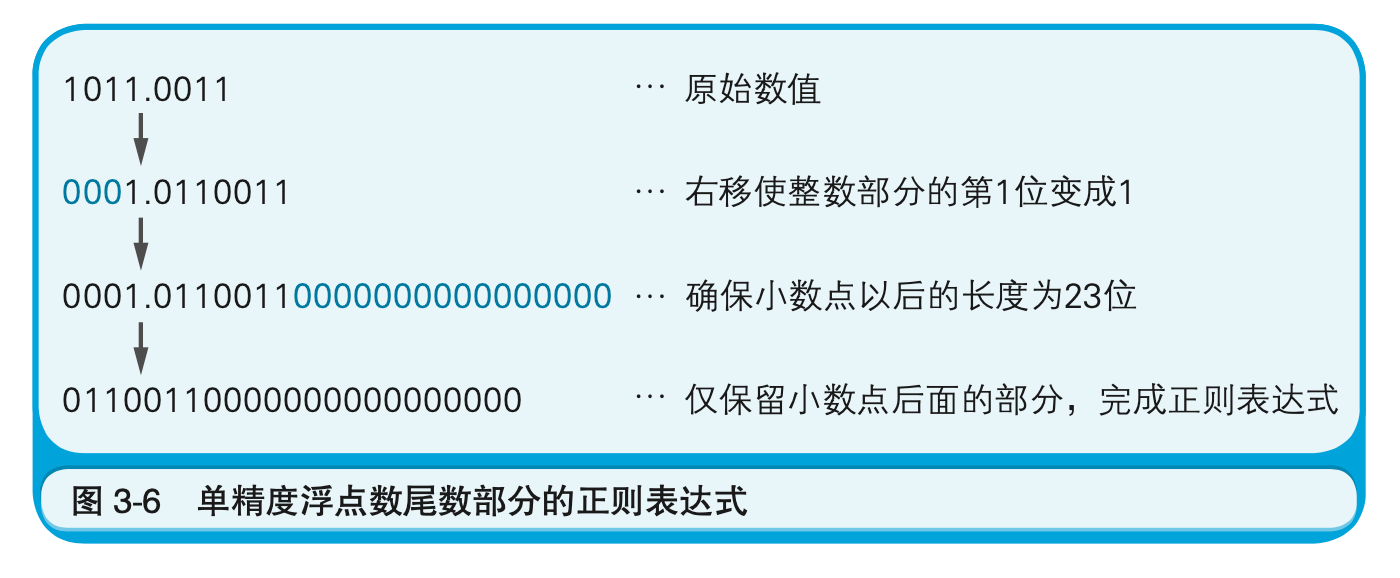 1011.0011 … 原始数值
0001.0110011 … 右移使整数部分的第1位变成1
0001.01100110000000000000000 … 确保小数点以后的长度为23位
01100110000000000000000 … 仅保留小数点后面的部分，完成正则表达式
图 3-6 单精度浮点数尾数部分的正则表达式